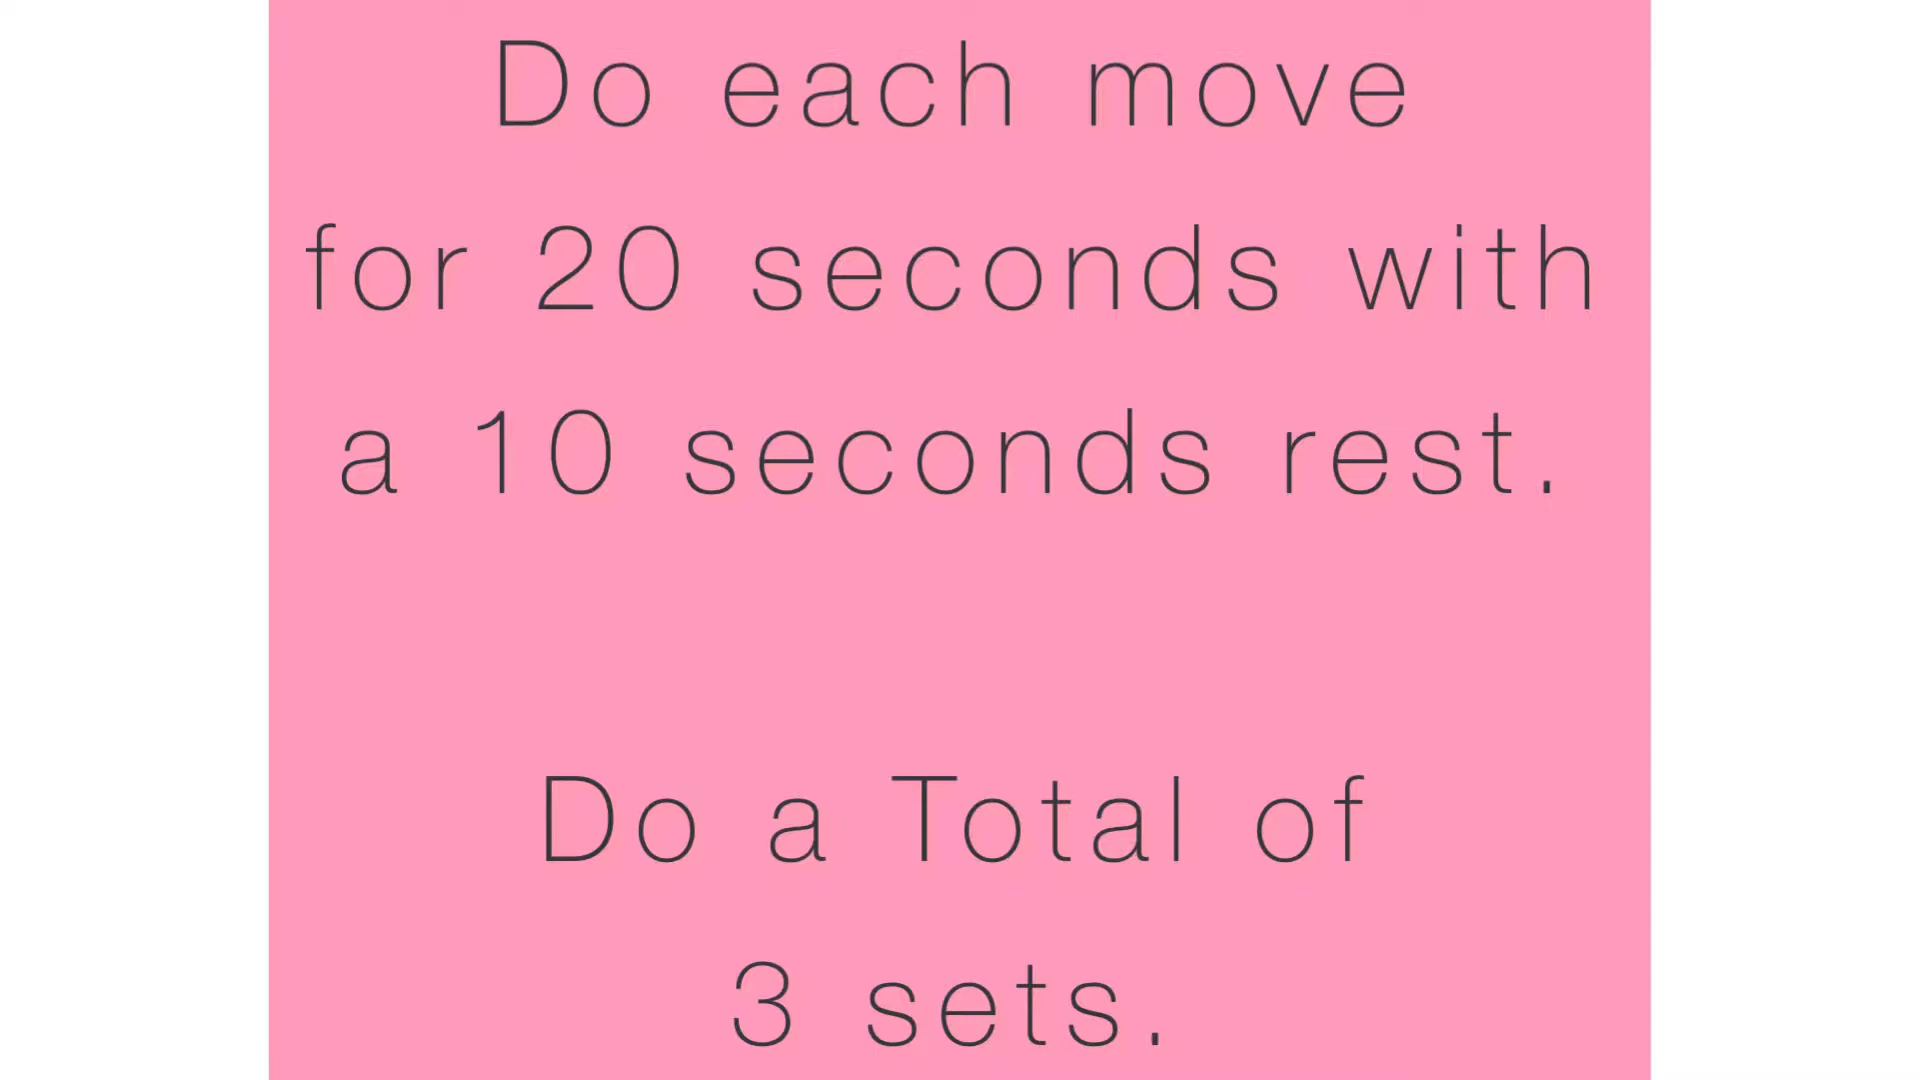 Do each move
for 20 seconds with
a 10 seconds rest.
Do a Total of
3 sets.